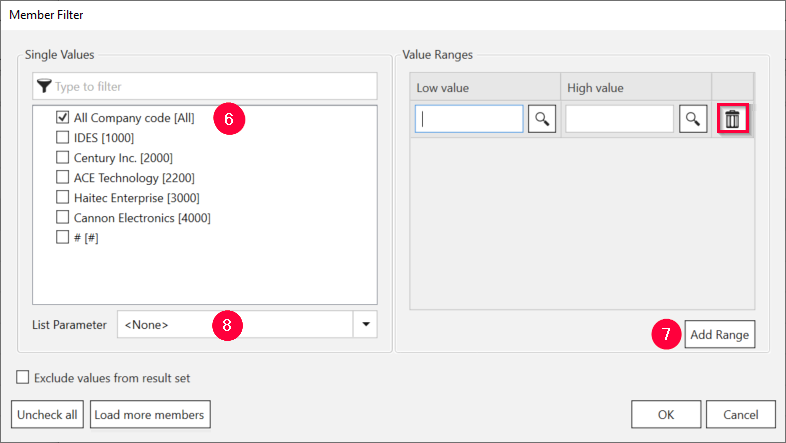 Member Filter
Single Values
Type to filter
All Company code [All]
6
IDES [1000]
Century Inc. [2000]
ACE Technology [2200]
Haitec Enterprise [3000]
Cannon Electronics [4000]
# [#]
List Parameter <None> 8
Value Ranges
Low value High value
7 Add Range
Exclude values from result set
Uncheck all Load more members OK Cancel